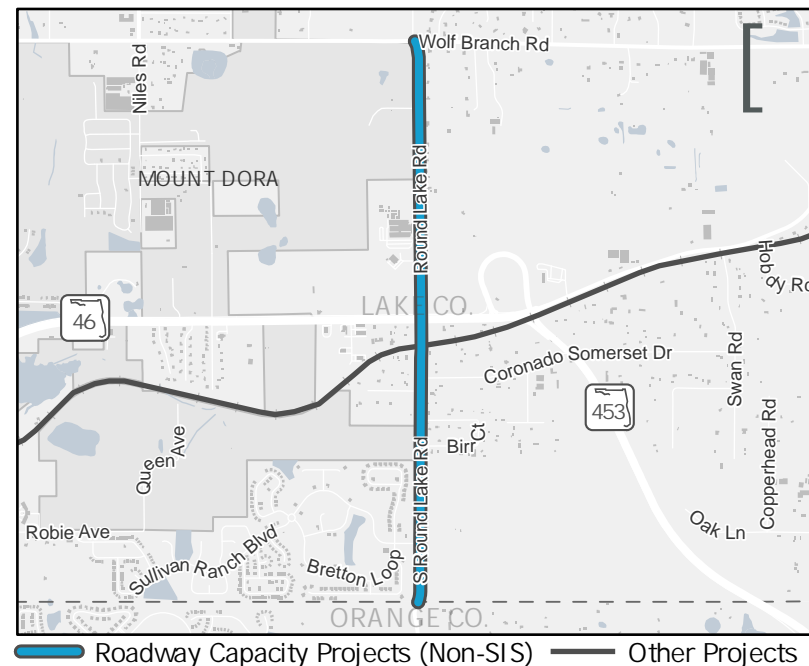 Wolf Branch Rd
Niles Rd
MOUNT DORA
Round Lake Rd
Hobdy Rd
LAKE CO.
46
Coronado Somerset Dr
Swan Rd
453
Birr Ct
Queen Ave
Copperhead Rd
S Round Lake Rd
Robie Ave
Oak Ln
Sullivan Ranch Blvd
Bretton Loop
ORANGE CO.
Roadway Capacity Projects (Non-SIS) Other Projects